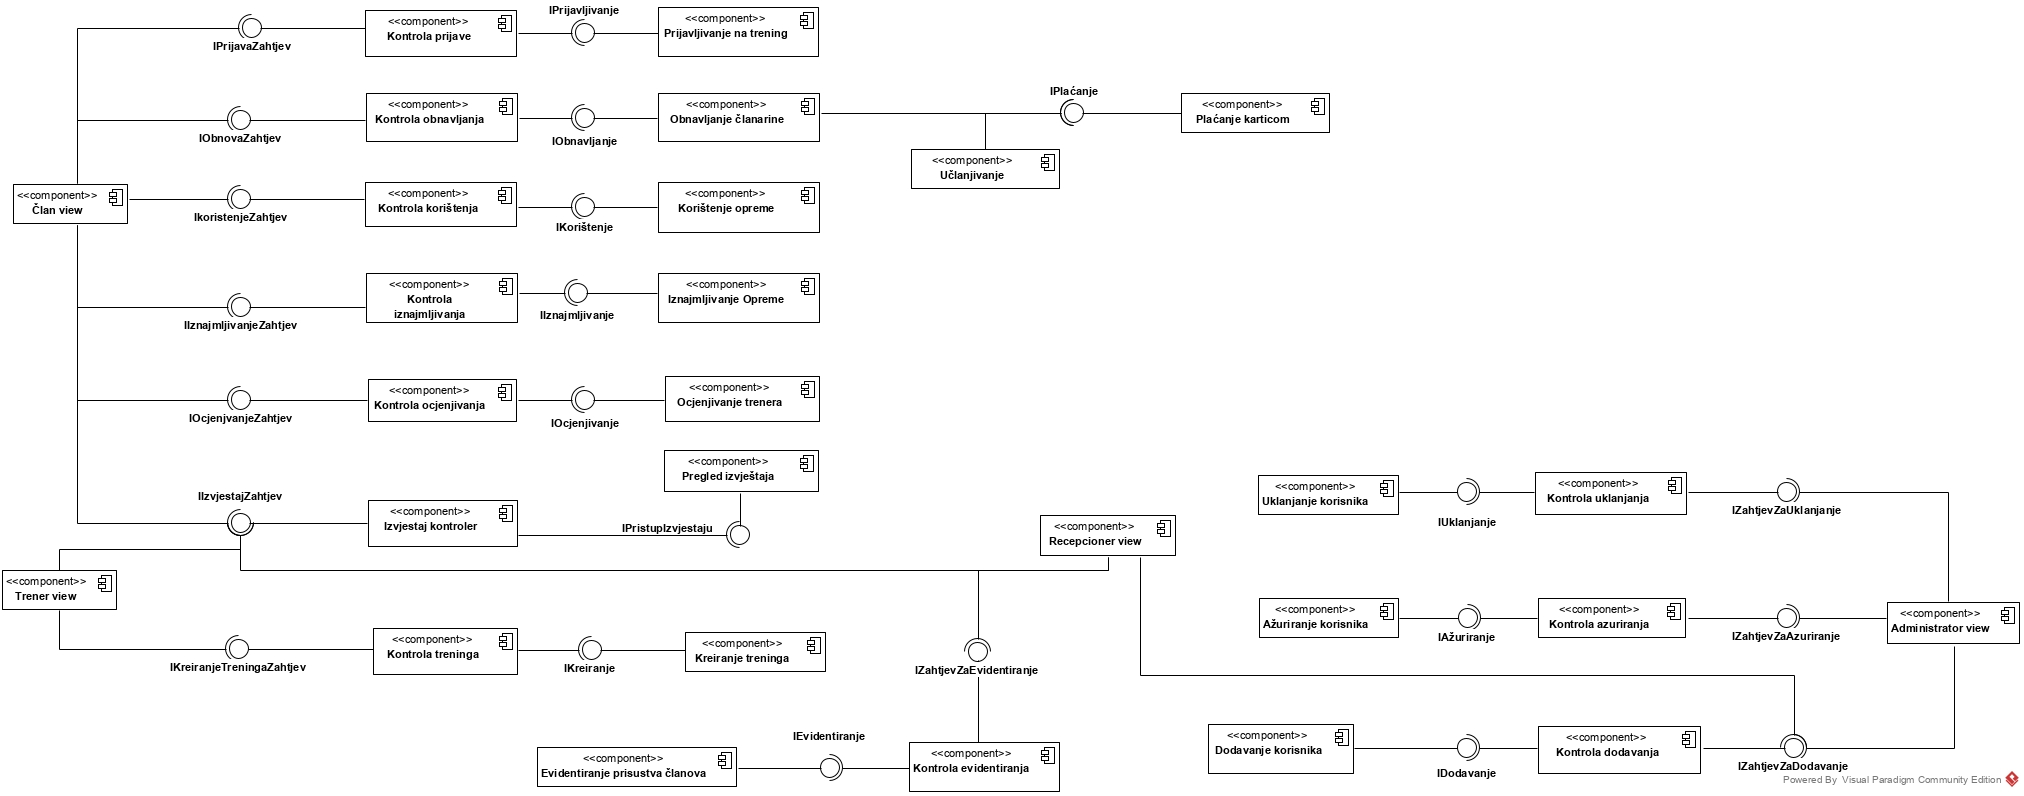 IPrijavljivanje
<<component>>
Kontrola prijave
<<component>>
Prijavljivanje na trening
IPrijavaZahtjev
IPlaćanje
<<component>>
Kontrola obnavljanja
<<component>>
Obnavljanje članarine
<<component>>
Plaćanje karticom
IObnovaZahtjev
IObnavljanje
<<component>>
Učlanjivanje
<<component>>
Član view
<<component>>
Kontrola korištenja
<<component>>
Korištenje opreme
IkoristenjeZahtjev
IKorištenje
<<component>>
Kontrola
iznajmljivanja
<<component>>
Iznajmljivanje Opreme
IIznajmljivanjeZahtjev
IIznajmljivanje
<<component>>
Kontrola ocjenjivanja
<<component>>
Ocjenjivanje trenera
IOcjenjvanjeZahtjev
IOcjenjivanje
<<component>>
Pregled izvještaja
IIzvjestajZahtjev
<<component>>
Izvjestaj kontroler
IPristupIzvjestaju
<<component>>
Recepcioner view
<<component>>
Uklanjanje korisnika
<<component>>
Kontrola uklanjanja
IUklanjanje
IZahtjevZaUklanjanje
<<component>>
Trener view
<<component>>
Ažuriranje korisnika
<<component>>
Kontrola azuriranja
<<component>>
Administrator view
IAžuriranje
IZahtjevZaAzuriranje
<<component>>
Kontrola treninga
<<component>>
Kreiranje treninga
IKreiranjeTreningaZahtjev
IKreiranje
IZahtjevZaEvidentiranje
IEvidentiranje
<<component>>
Evidentiranje prisustva članova
<<component>>
Kontrola evidentiranja
<<component>>
Dodavanje korisnika
<<component>>
Kontrola dodavanja
IDodavanje
IZahtjevZaDodavanje
Powered By Visual Paradigm Community Edition